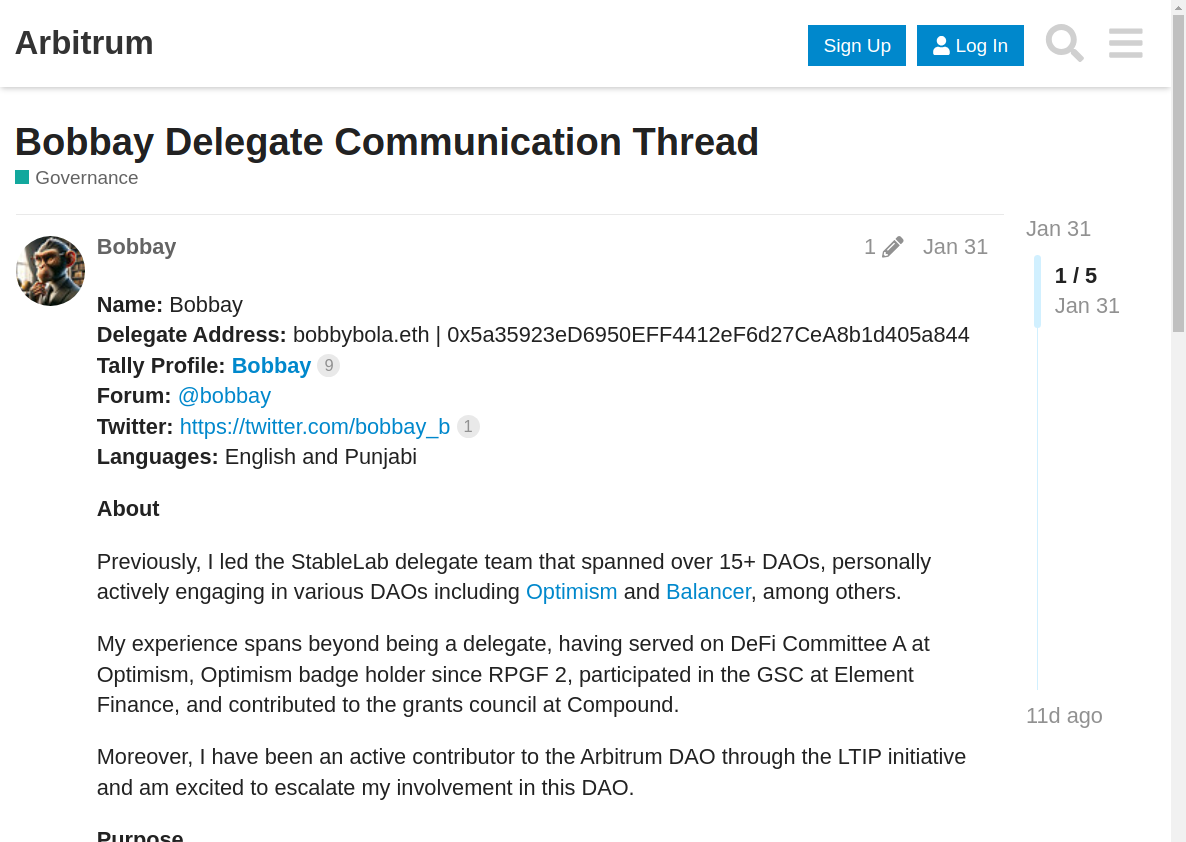 Arbitrum
Sign Up
Log In
Bobbay Delegate Communication Thread
Governance
Bobbay
1
Jan 31
Name: Bobbay
Delegate Address: bobbybola.eth | 0x5a35923eD6950EFF4412eF6d27CeA8b1d405a844
Tally Profile: Bobbay 9
Forum: @bobbay
Twitter: https://twitter.com/bobbay_b 1
Languages: English and Punjabi
About
Previously, I led the StableLab delegate team that spanned over 15+ DAOs, personally
actively engaging in various DAOs including Optimism and Balancer, among others.
My experience spans beyond being a delegate, having served on DeFi Committee A at
Optimism, Optimism badge holder since RPGF 2, participated in the GSC at Element
Finance, and contributed to the grants council at Compound.
Moreover, I have been an active contributor to the Arbitrum DAO through the LTIP initiative
and am excited to escalate my involvement in this DAO.
Purpose
Jan 31
1 / 5
Jan 31
11d ago